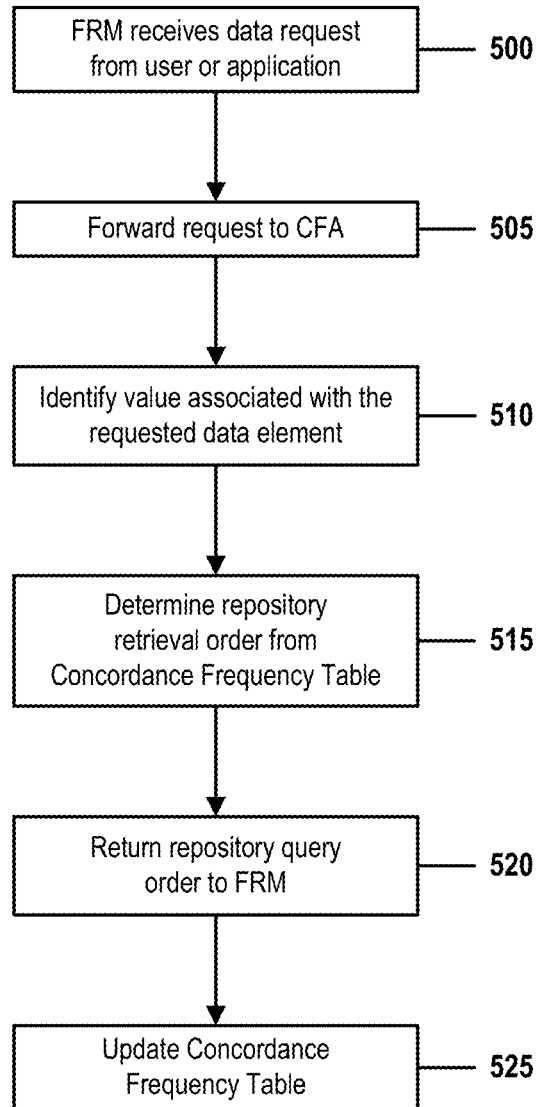 FRM receives data request
from user or application
500
Forward request to CFA
505
Identify value associated with the
requested data element
510
Determine repository
retrieval order from
Concordance Frequency Table
515
Return repository query
order to FRM
520
Update Concordance
Frequency Table
525